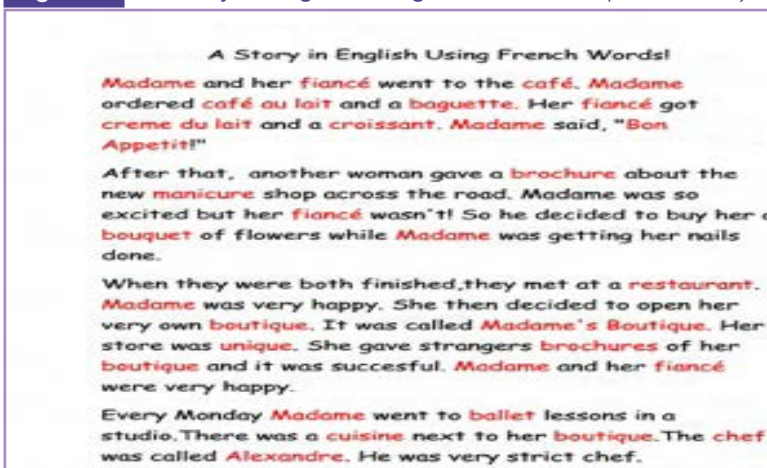 A Story in English Using French Words!
Madame and her fiancé went to the café. Madame
ordered café au lait and a baguette. Her fiancé got
creme du lait and a croissant. Madame said, "Bon
Appetit!"
After that, another woman gave a brochure about the
new manicure shop across the road. Madame was so
excited but her fiancé wasn't! So he decided to buy her a
bouquet of flowers while Madame was getting her nails
done.
When they were both finished,they met at a restaurant.
Madame was very happy. She then decided to open her
very own boutique. It was called Madame's Boutique. Her
store was unique. She gave strangers brochures of her
boutique and it was succesful. Madame and her fiancé
were very happy.
Every Monday Madame went to ballet lessons in a
studio.There was a cuisine next to her boutique.The chef
was called Alexandre. He was very strict chef.